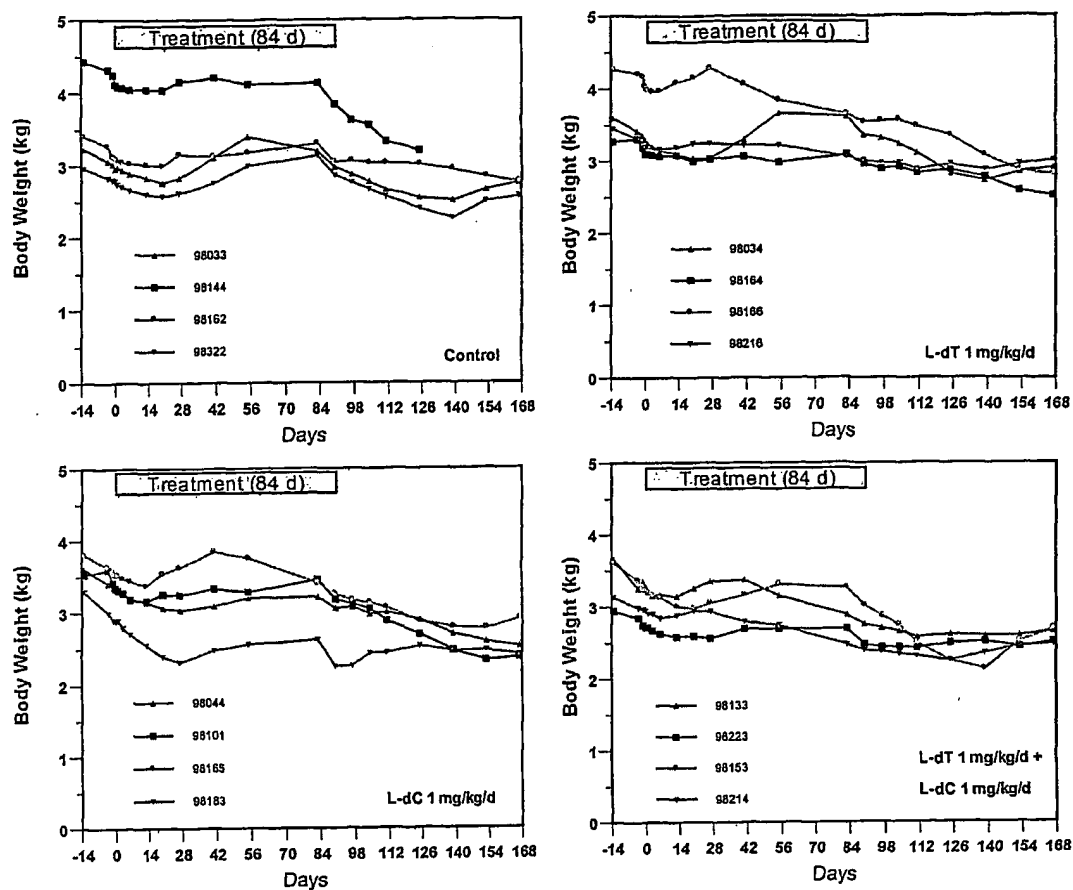 5
4
3
2
1
0
Body Weight (kg)
Treatment (84 d)
98033
98144
98162
98322
Control
-14 0 14 28 42 56 70 84 98 112 126 140 154 168
Days
5
4
3
2
1
0
Body Weight (kg)
Treatment (84 d)
98034
98164
98166
98216
L-dT 1 mg/kg/d
-14 0 14 28 42 56 70 84 98 112 126 140 154 168
Days
5
4
3
2
1
0
Body Weight (kg)
Treatment (84 d)
98044
98101
98165
98183
L-dC 1 mg/kg/d
-14 0 14 28 42 56 70 84 98 112 126 140 154 168
Days
5
4
3
2
1
0
Body Weight (kg)
Treatment (84 d)
98133
98223
98153
98214
L-dT 1 mg/kg/d +
L-dC 1 mg/kg/d
-14 0 14 28 42 56 70 84 98 112 126 140 154 168
Days